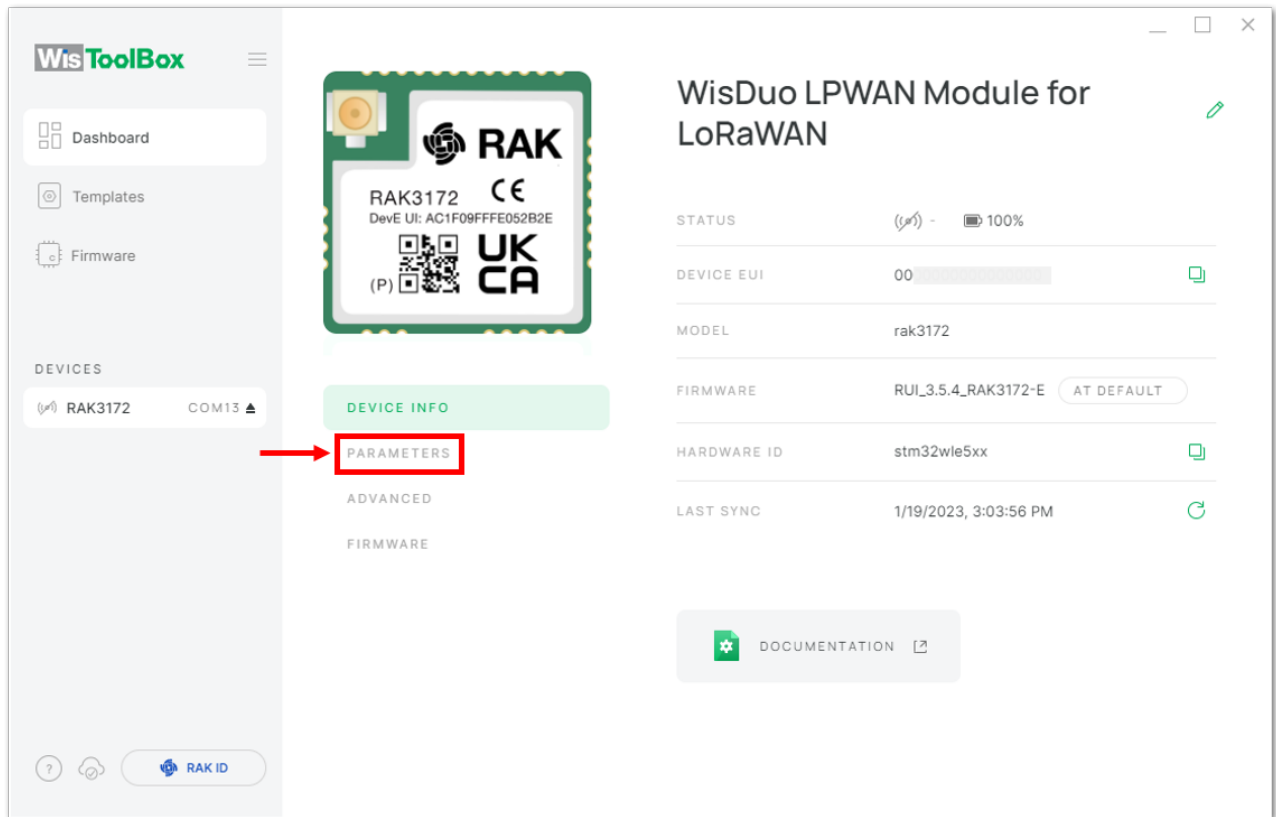 WisToolBox
Dashboard
Templates
Firmware
DEVICES
RAK3172 COM13
RAK ID
RAK
RAK3172
DevE UI: AC1F09FFFE052B2E
(P)
UK
CA
DEVICE INFO
PARAMETERS
ADVANCED
FIRMWARE
WisDuo LPWAN Module for
LoRaWAN
STATUS - 100%
DEVICE EUI 00
MODEL rak3172
FIRMWARE RUI_3.5.4_RAK3172-E AT DEFAULT
HARDWARE ID stm32wle5xx
LAST SYNC 1/19/2023, 3:03:56 PM
DOCUMENTATION